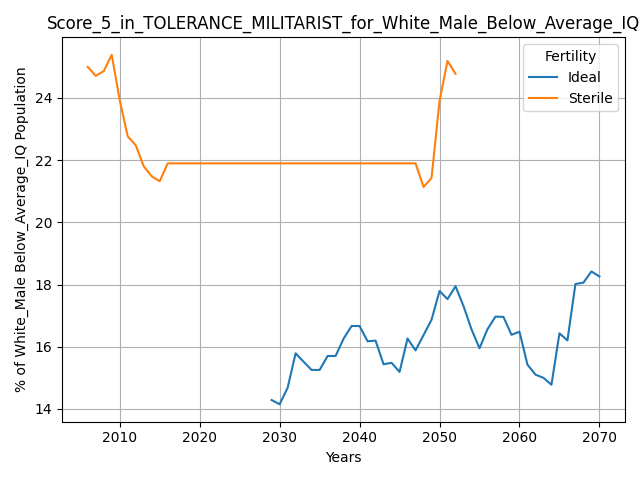 Score_5_in_TOLERANCE_MILITARIST_for_White_Male_Below_Average_IQ
Fertility
Ideal
Sterile
% of White_Male Below_Average_IQ Population
24
22
20
18
16
14
2010 2020 2030 2040 2050 2060 2070
Years